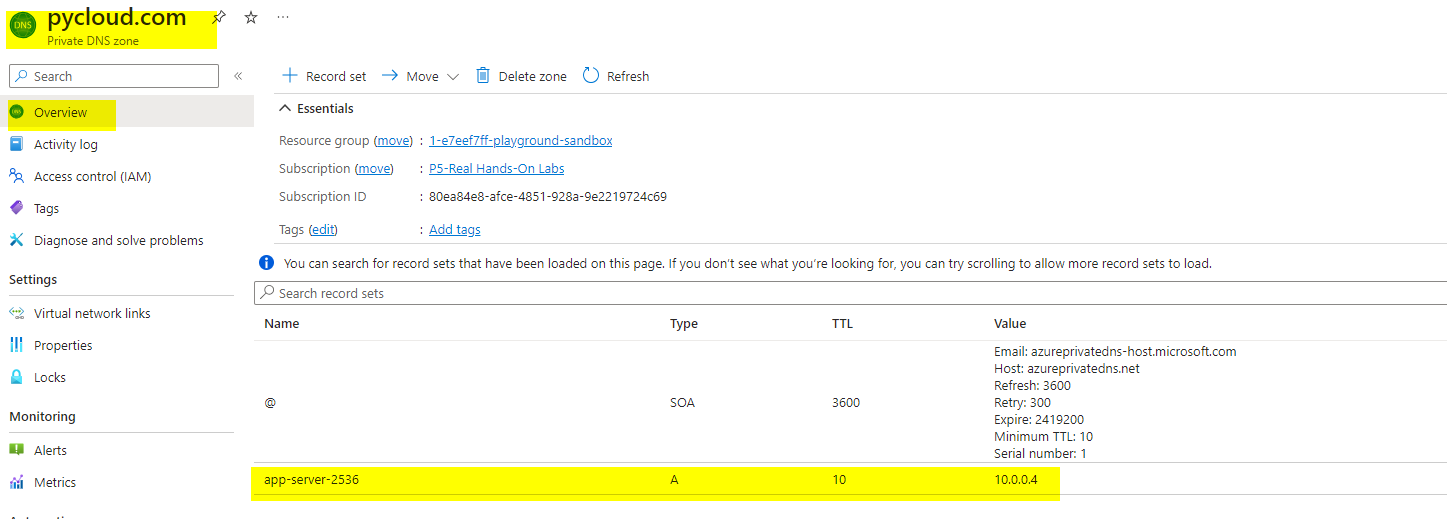 DNS
pycloud.com
Private DNS zone
Search
Overview
Activity log
Access control (IAM)
Tags
Diagnose and solve problems
Settings
Virtual network links
Properties
Locks
Monitoring
Alerts
Metrics
Record set Move Delete zone Refresh
Essentials
Resource group (move) : 1-e7eef7ff-playground-sandbox
Subscription (move) : P5-Real Hands-On Labs
Subscription ID : 80ea84e8-afce-4851-928a-9e2219724c69
Tags (edit) : Add tags
You can search for record sets that have been loaded on this page. If you don't see what you're looking for, you can try scrolling to allow more record sets to load.
Search record sets
Name Type TTL Value
@ SOA 3600
Email: azureprivatedns-host.microsoft.com
Host: azureprivatedns.net
Refresh: 3600
Retry: 300
Expire: 2419200
Minimum TTL: 10
Serial number: 1
app-server-2536 A 10 10.0.0.4